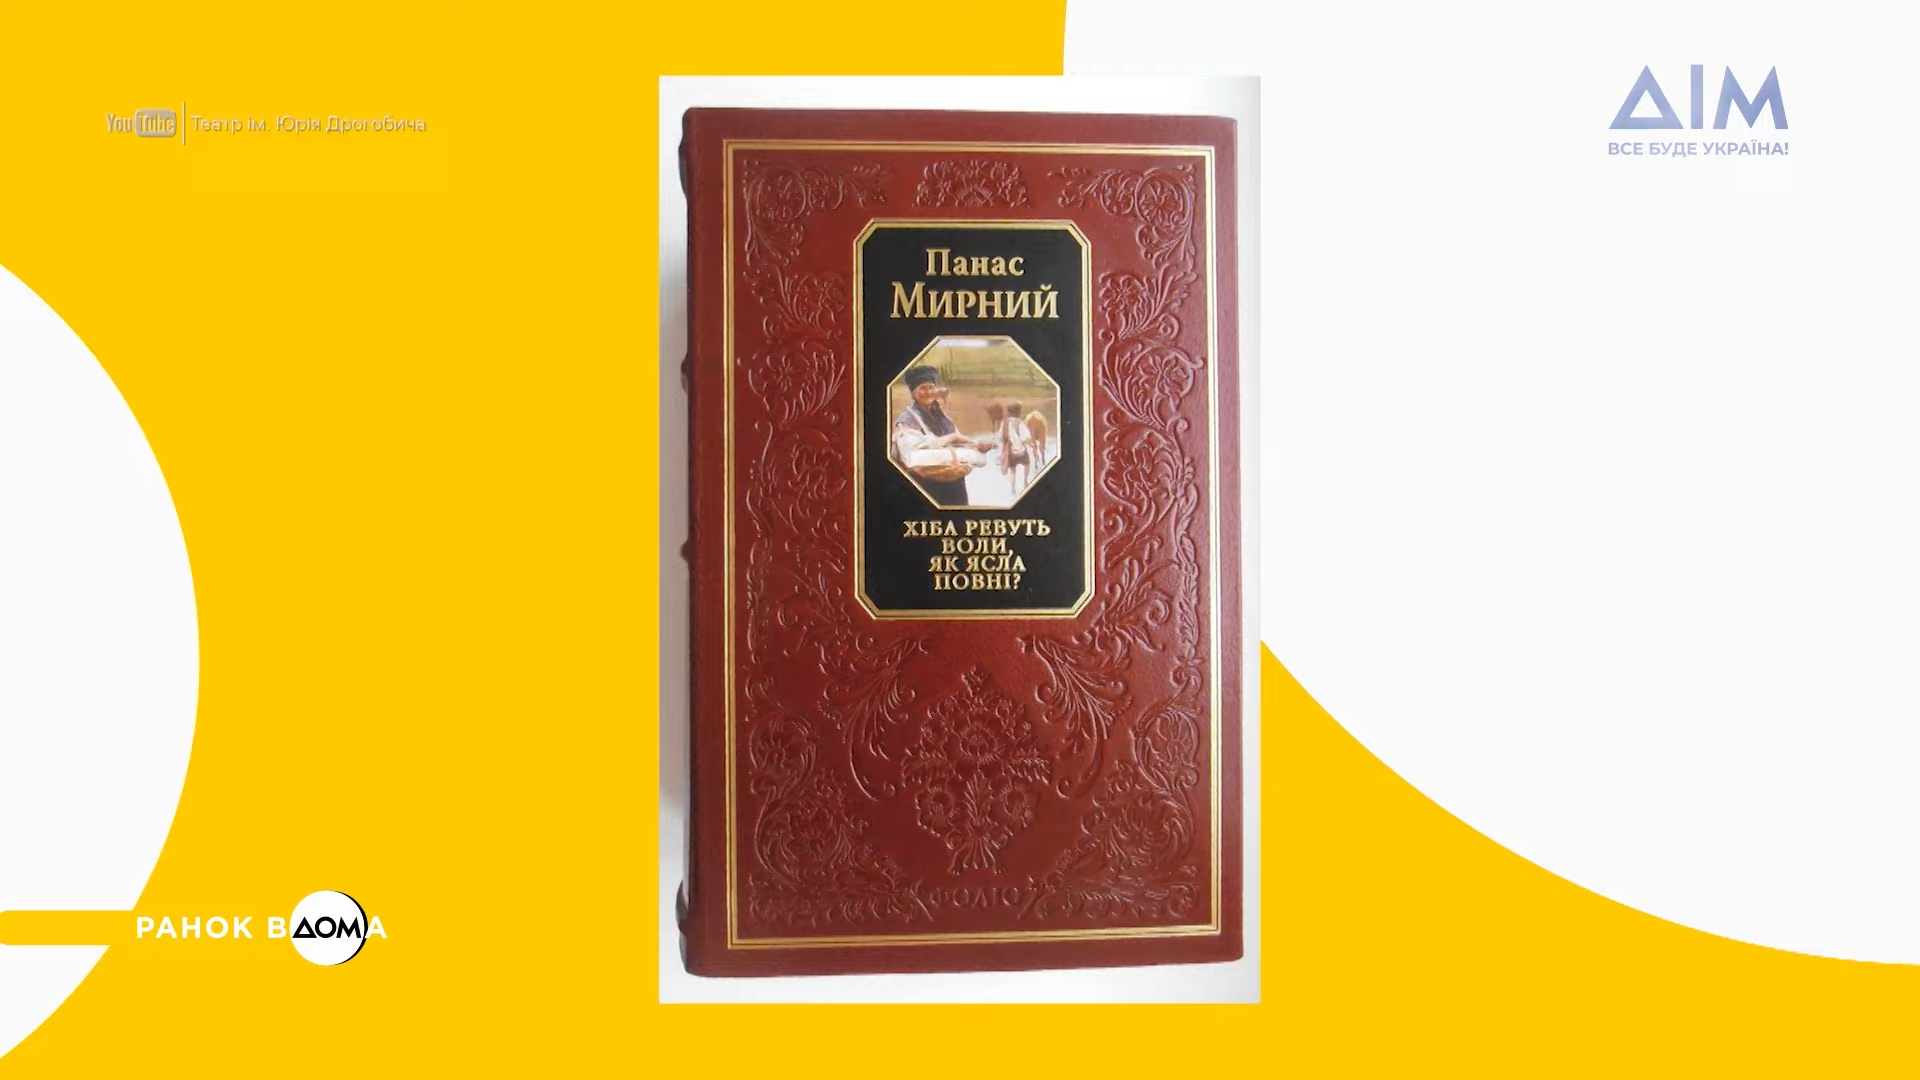 YouTube
Театр ім. Юрія Дрогобича
ДІМ
ВСЕ БУДЕ УКРАЇНА!
Панас
Мирний
ХІБА РЕВУТЬ
ВОЛИ,
ЯК ЯСЛА
ПОВНІ?
ФОЛІО
РАНОК ВДОМА